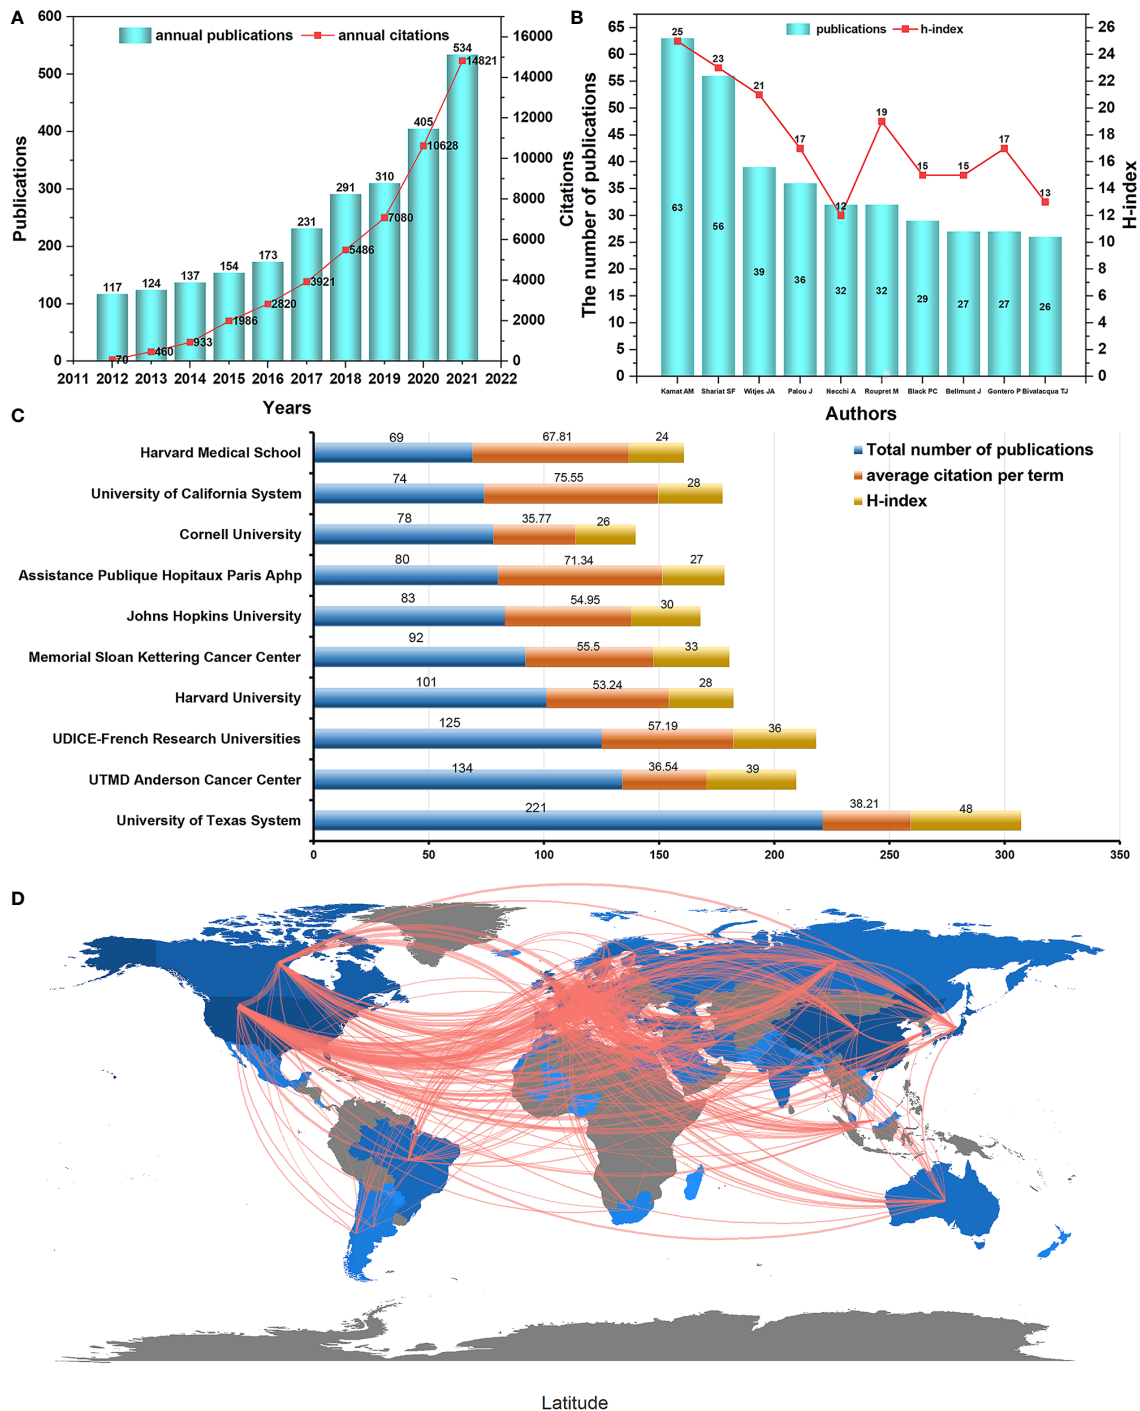 A
annual publications
annual citations
Publications
600
500
400
300
200
100
0
117
124
137
154
173
231
291
310
405
534
70
460
933
1986
2820
3921
5486
7080
10628
14821
16000
14000
12000
10000
8000
6000
4000
2000
0
Citations
2011 2012 2013 2014 2015 2016 2017 2018 2019 2020 2021 2022
Years
B
publications
h-index
The number of publications
65
60
55
50
45
40
35
30
25
20
15
10
5
0
25
23
21
17
12
19
15
15
17
13
63
56
39
36
32
32
29
27
27
26
26
24
22
20
18
16
14
12
10
8
6
4
2
0
H-index
Kamat AM Shariat SF Witjes JA Palou J Necchi A Roupret M Black PC Bellmunt J Gontero P Bivalacqua TJ
Authors
C
Total number of publications
average citation per term
H-index
Harvard Medical School 69 67.81 24
University of California System 74 75.55 28
Cornell University 78 35.77 26
Assistance Publique Hopitaux Paris Aphp 80 71.34 27
Johns Hopkins University 83 54.95 30
Memorial Sloan Kettering Cancer Center 92 55.5 33
Harvard University 101 53.24 28
UDICE-French Research Universities 125 57.19 36
UTMD Anderson Cancer Center 134 36.54 39
University of Texas System 221 38.21 48
0 50 100 150 200 250 300 350
D
Latitude